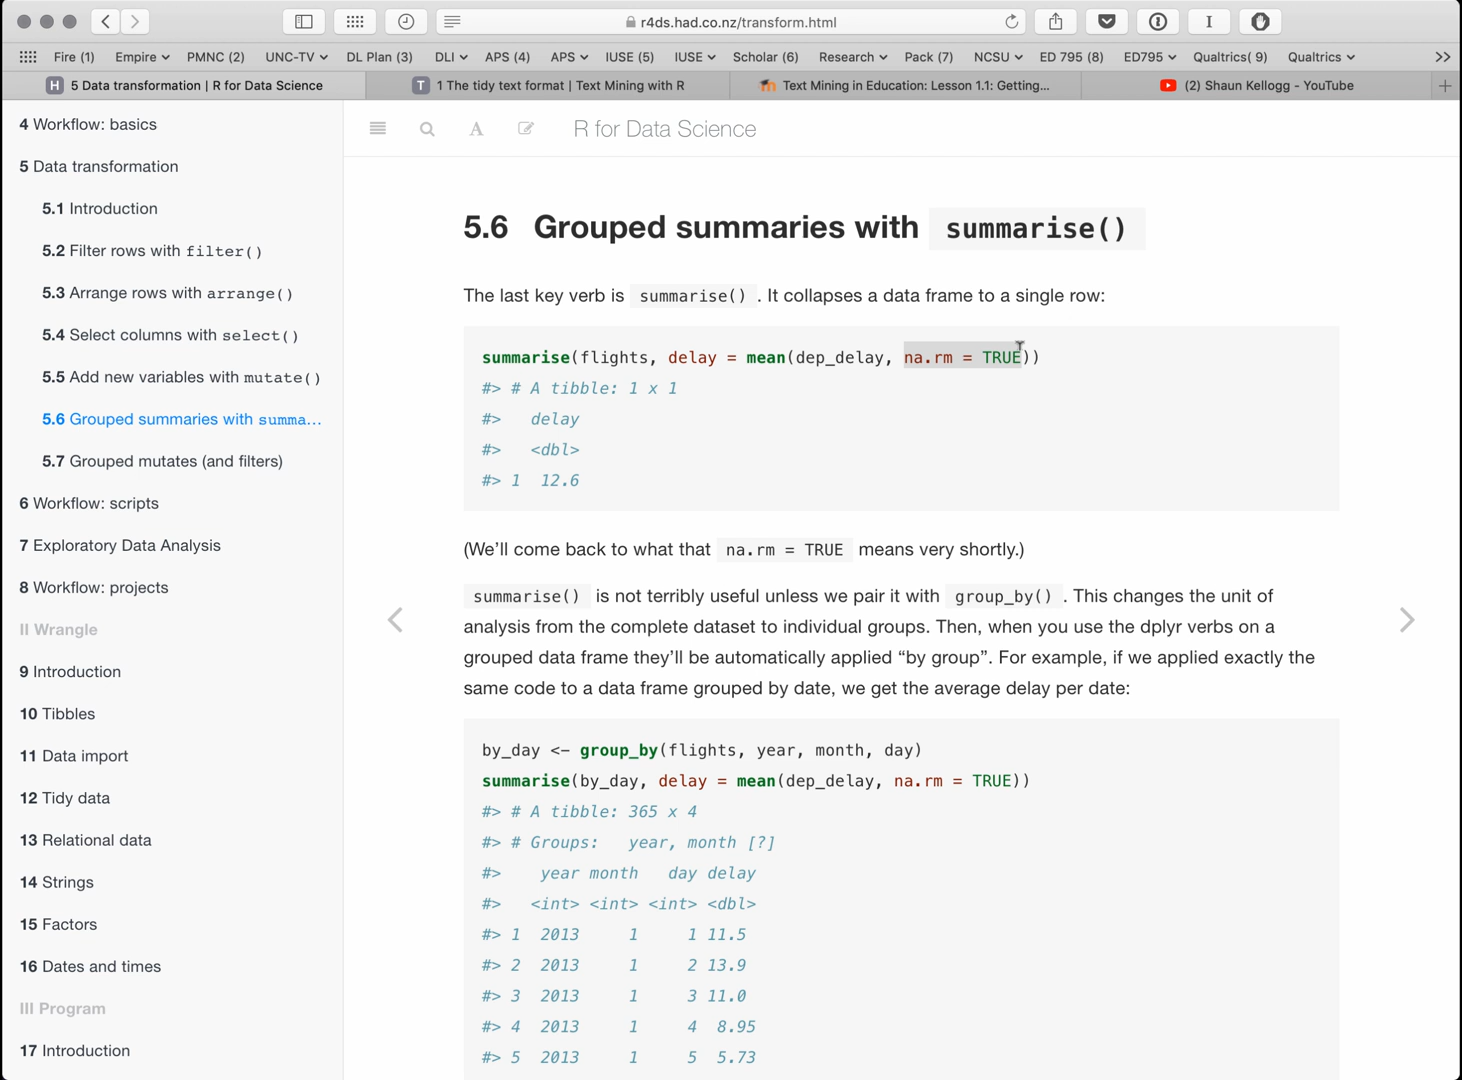 r4ds.had.co.nz/transform.html
Fire (1) Empire PMNC (2) UNC-TV DL Plan (3) DLI APS (4) APS IUSE (5) IUSE Scholar (6) Research Pack (7) NCSU ED 795 (8) ED795 Qualtrics( 9) Qualtrics
H 5 Data transformation | R for Data Science T 1 The tidy text format | Text Mining with R Text Mining in Education: Lesson 1.1: Getting... (2) Shaun Kellogg - YouTube
4 Workflow: basics
5 Data transformation
5.1 Introduction
5.2 Filter rows with filter()
5.3 Arrange rows with arrange()
5.4 Select columns with select()
5.5 Add new variables with mutate()
5.6 Grouped summaries with summa...
5.7 Grouped mutates (and filters)
6 Workflow: scripts
7 Exploratory Data Analysis
8 Workflow: projects
II Wrangle
9 Introduction
10 Tibbles
11 Data import
12 Tidy data
13 Relational data
14 Strings
15 Factors
16 Dates and times
III Program
17 Introduction
A R for Data Science
5.6 Grouped summaries with summarise()
The last key verb is summarise() . It collapses a data frame to a single row:
summarise(flights, delay = mean(dep_delay, na.rm = TRUE))
#> # A tibble: 1 x 1
#> delay
#> <dbl>
#> 1 12.6
(We’ll come back to what that na.rm = TRUE means very shortly.)
summarise() is not terribly useful unless we pair it with group_by() . This changes the unit of
analysis from the complete dataset to individual groups. Then, when you use the dplyr verbs on a
grouped data frame they’ll be automatically applied “by group”. For example, if we applied exactly the
same code to a data frame grouped by date, we get the average delay per date:
by_day <- group_by(flights, year, month, day)
summarise(by_day, delay = mean(dep_delay, na.rm = TRUE))
#> # A tibble: 365 x 4
#> # Groups: year, month [?]
#> year month day delay
#> <int> <int> <int> <dbl>
#> 1 2013 1 1 11.5
#> 2 2013 1 2 13.9
#> 3 2013 1 3 11.0
#> 4 2013 1 4 8.95
#> 5 2013 1 5 5.73